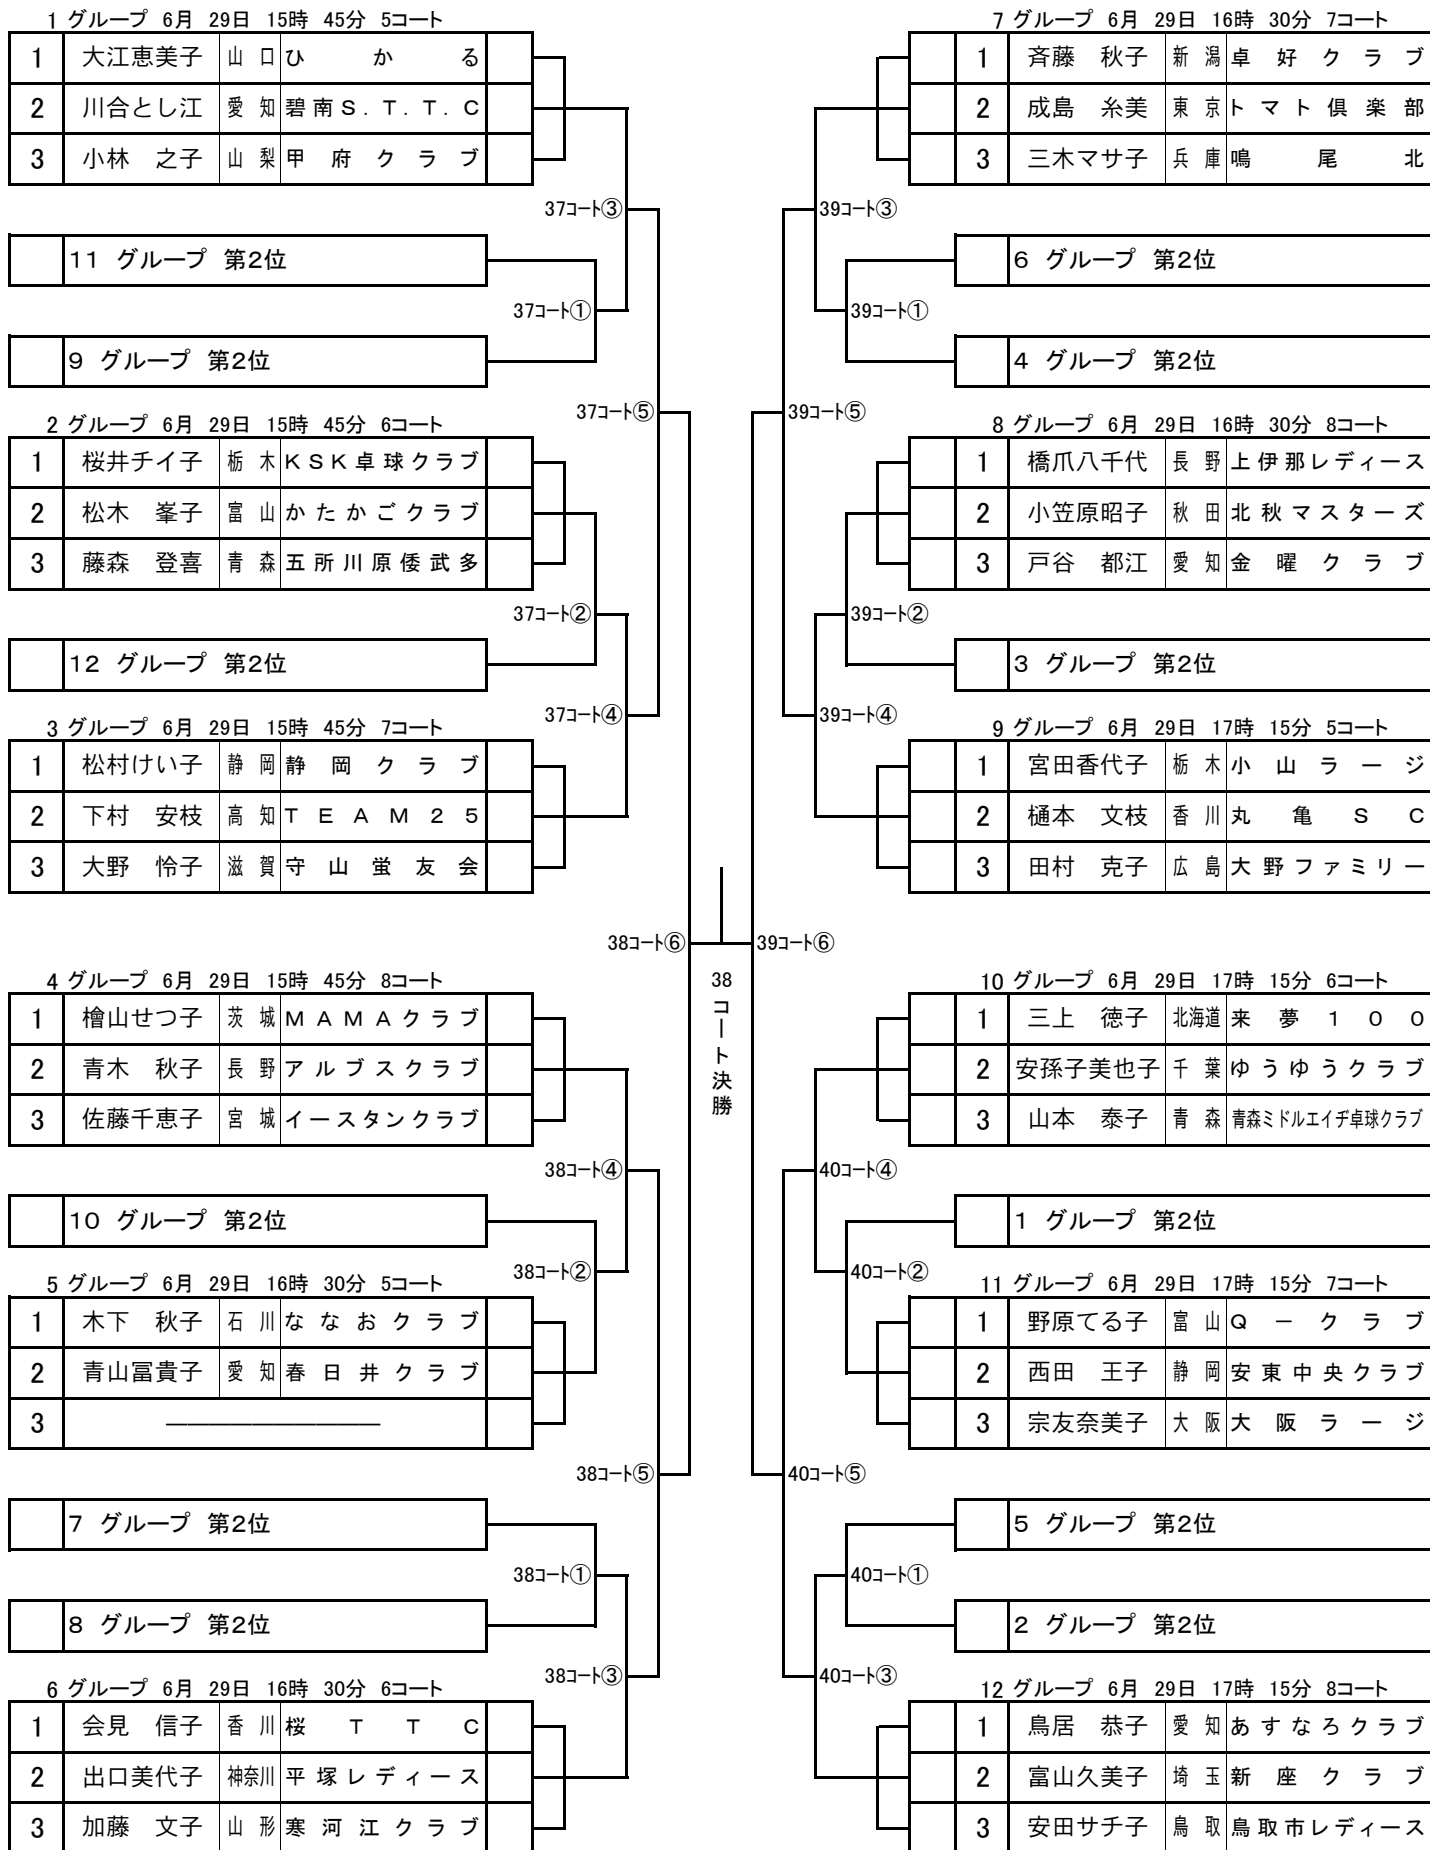 1 グループ 6月 29日 15時 45分 5コート
1 大江恵美子 山口 ひかる
2 川合とし江 愛知 碧南S.T.T.C
3 小林 之子 山梨 甲府クラブ
37コート③
11 グループ 第2位
37コート①
9 グループ 第2位
37コート⑤
2 グループ 6月 29日 15時 45分 6コート
1 桜井チイ子 栃木 KSK卓球クラブ
2 松木 峯子 富山 かたかごクラブ
3 藤森 登喜 青森 五所川原倭武多
37コート②
12 グループ 第2位
37コート④
3 グループ 6月 29日 15時 45分 7コート
1 松村けい子 静岡 静岡クラブ
2 下村 安枝 高知 TEAM25
3 大野 怜子 滋賀 守山蛍友会
38コート⑥
4 グループ 6月 29日 15時 45分 8コート
1 檜山せつ子 茨城 MAMAクラブ
2 青木 秋子 長野 アルプスクラブ
3 佐藤千恵子 宮城 イースタンクラブ
38コート④
10 グループ 第2位
38コート②
5 グループ 6月 29日 16時 30分 5コート
1 木下 秋子 石川 ななおクラブ
2 青山冨貴子 愛知 春日井クラブ
3 ――――――――――
38コート⑤
7 グループ 第2位
38コート①
8 グループ 第2位
38コート③
6 グループ 6月 29日 16時 30分 6コート
1 会見 信子 香川 桜TTC
2 出口美代子 神奈川 平塚レディース
3 加藤 文子 山形 寒河江クラブ
38コート決勝
7 グループ 6月 29日 16時 30分 7コート
1 斉藤 秋子 新潟 卓好クラブ
2 成島 糸美 東京 トマト倶楽部
3 三木マサ子 兵庫 鳴尾北
39コート③
6 グループ 第2位
39コート①
4 グループ 第2位
39コート⑤
8 グループ 6月 29日 16時 30分 8コート
1 橋爪八千代 長野 上伊那レディース
2 小笠原昭子 秋田 北秋マスターズ
3 戸谷 都江 愛知 金曜クラブ
39コート②
3 グループ 第2位
39コート④
9 グループ 6月 29日 17時 15分 5コート
1 宮田香代子 栃木 小山ラージ
2 樋本 文枝 香川 丸亀SC
3 田村 克子 広島 大野ファミリー
39コート⑥
10 グループ 6月 29日 17時 15分 6コート
1 三上 徳子 北海道 来夢100
2 安孫子美也子 千葉 ゆうゆうクラブ
3 山本 泰子 青森 青森ミドルエイヂ卓球クラブ
40コート④
1 グループ 第2位
40コート②
11 グループ 6月 29日 17時 15分 7コート
1 野原てる子 富山 Q－クラブ
2 西田 王子 静岡 安東中央クラブ
3 宗友奈美子 大阪 大阪ラージ
40コート⑤
5 グループ 第2位
40コート①
2 グループ 第2位
40コート③
12 グループ 6月 29日 17時 15分 8コート
1 鳥居 恭子 愛知 あすなろクラブ
2 富山久美子 埼玉 新座クラブ
3 安田サチ子 鳥取 鳥取市レディース